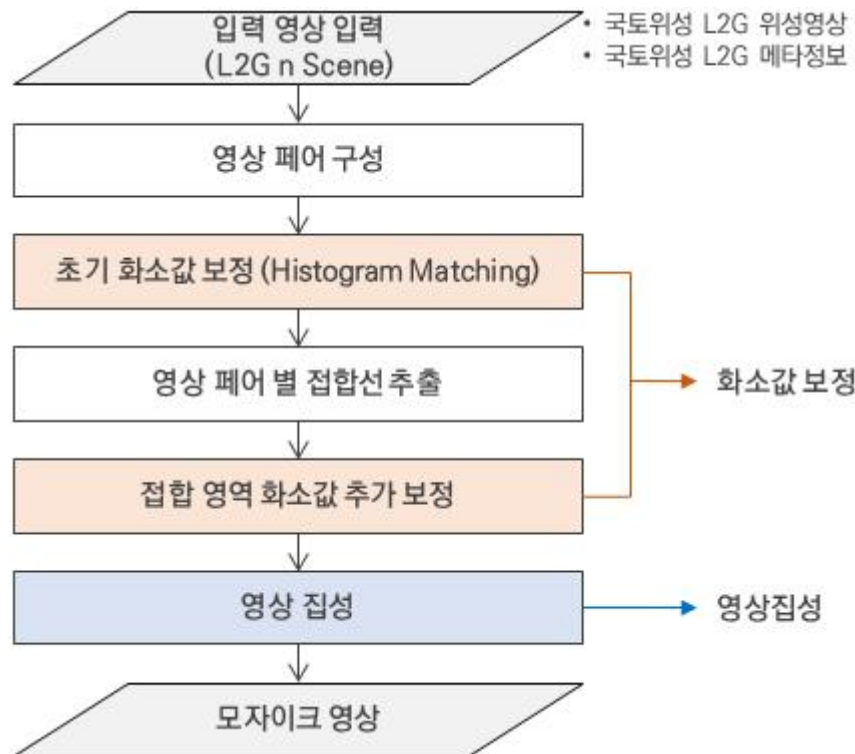 입력 영상 입력
(L2G n Scene)
• 국토위성 L2G 위성영상
• 국토위성 L2G 메타정보
영상 페어 구성
초기 화소값 보정 (Histogram Matching)
영상 페어 별 접합선 추출
화소값 보정
접합 영역 화소값 추가 보정
영상 집성
영상집성
모자이크 영상